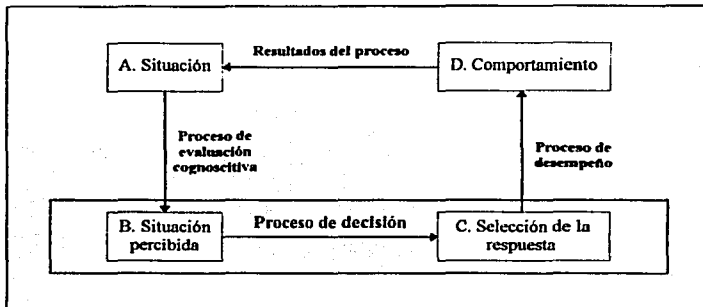 Resultados del proceso
A. Situación
D. Comportamiento
Proceso de
evaluación
cognoscitiva
Proceso de
desempeño
B. Situación
percibida
Proceso de decisión
C. Selección de la
respuesta